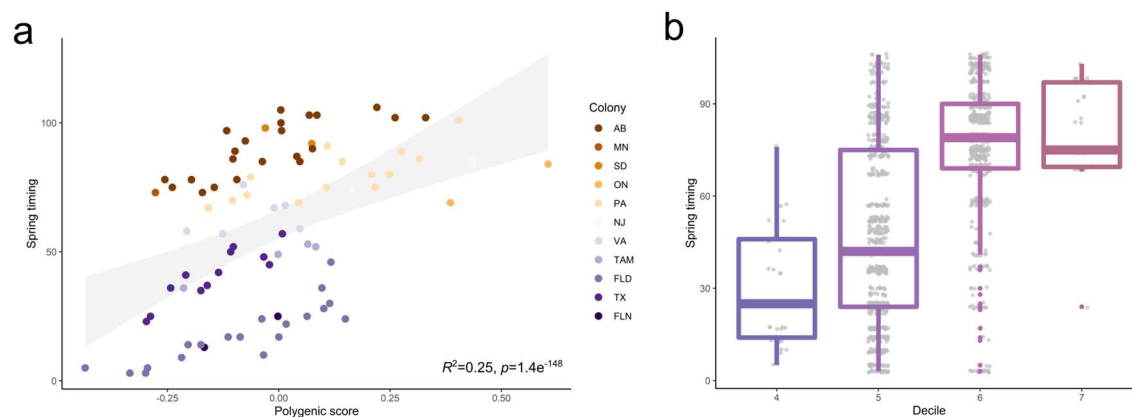 a
Spring timing
100
50
0
-0.25
0.00
0.25
0.50
Polygenic score
R²=0.25, p=1.4e⁻¹⁴⁸
Colony
AB
MN
SD
ON
PA
NJ
VA
TAM
FLD
TX
FLN
b
Spring timing
90
60
30
0
4
5
6
7
Decile